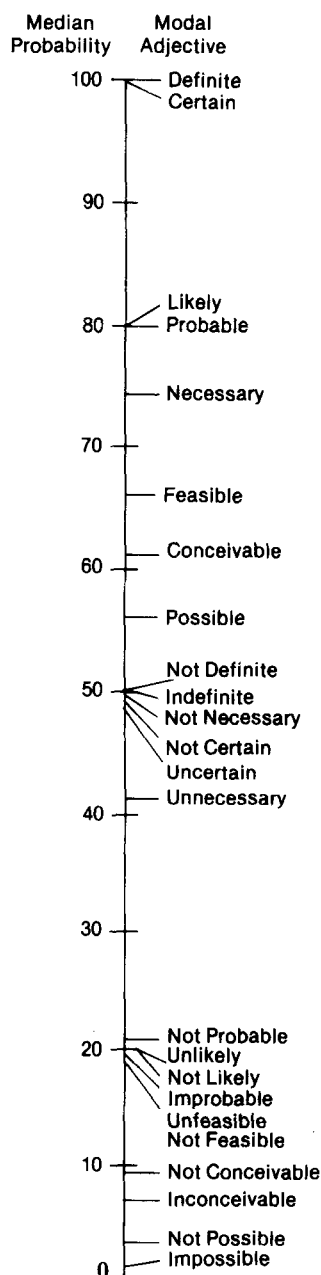 Median Modal
Probability Adjective
100 Definite
Certain
90
Likely
80 Probable
Necessary
70
Feasible
Conceivable
60
Possible
Not Definite
50 Indefinite
Not Necessary
Not Certain
Uncertain
Unnecessary
40
30
Not Probable
20 Unlikely
Not Likely
Improbable
Unfeasible
Not Feasible
10
Not Conceivable
Inconceivable
Not Possible
0 Impossible